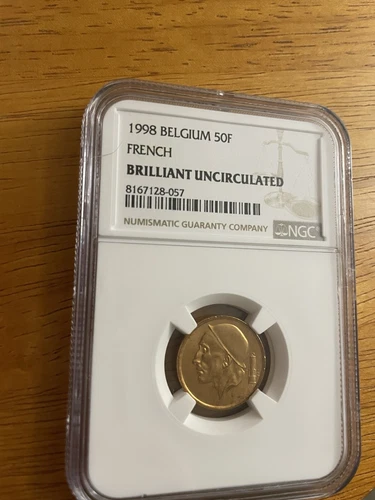 1998 BELGIUM 50F
FRENCH
BRILLIANT UNCIRCULATED
8167128-057
NUMISMATIC GUARANTY COMPANY
NGC